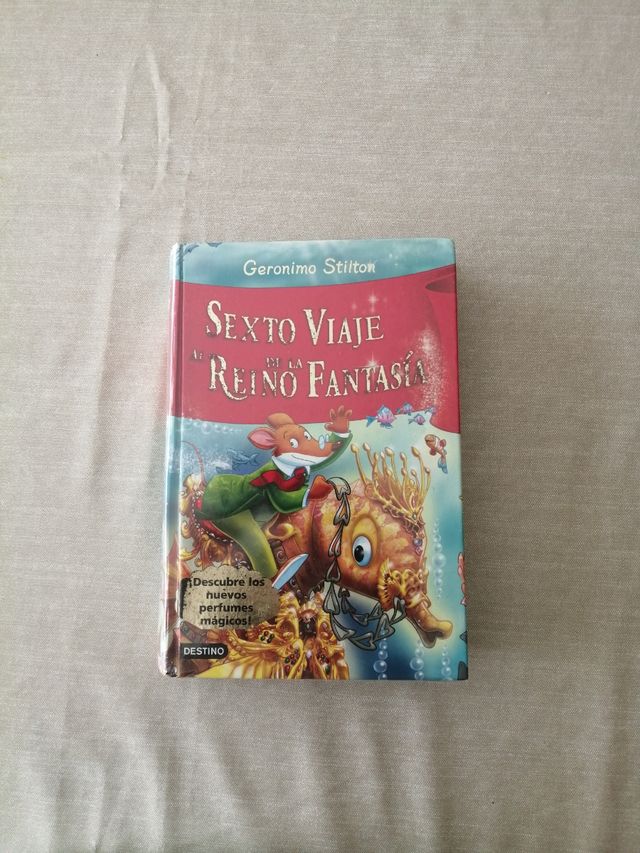 Geronimo Stilton
SEXTO VIAJE
AL REINO DE LA FANTASÍA
¡Descubre los
nuevos
perfumes
mágicos!
DESTINO